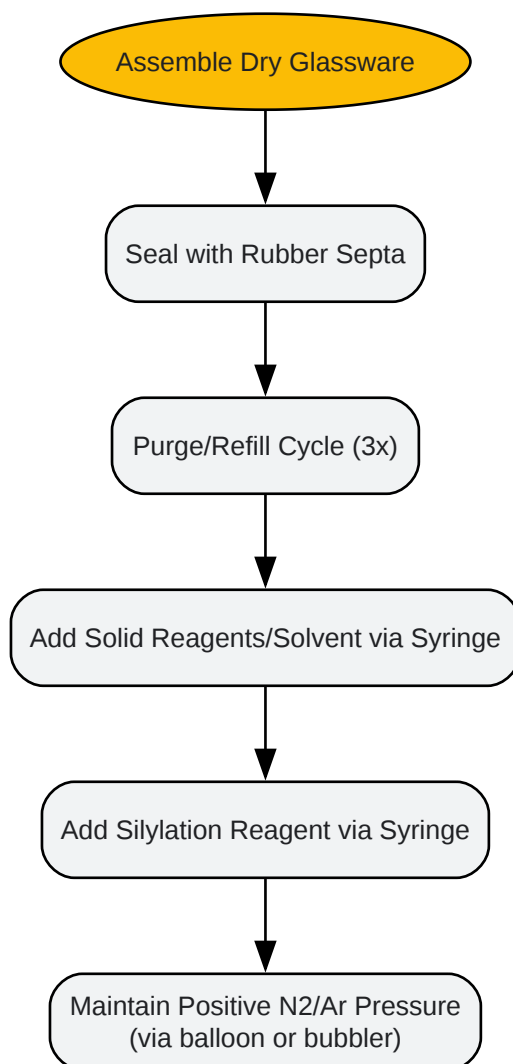 Assemble Dry Glassware
Seal with Rubber Septa
Purge/Refill Cycle (3x)
Add Solid Reagents/Solvent via Syringe
Add Silylation Reagent via Syringe
Maintain Positive N2/Ar Pressure
(via balloon or bubbler)